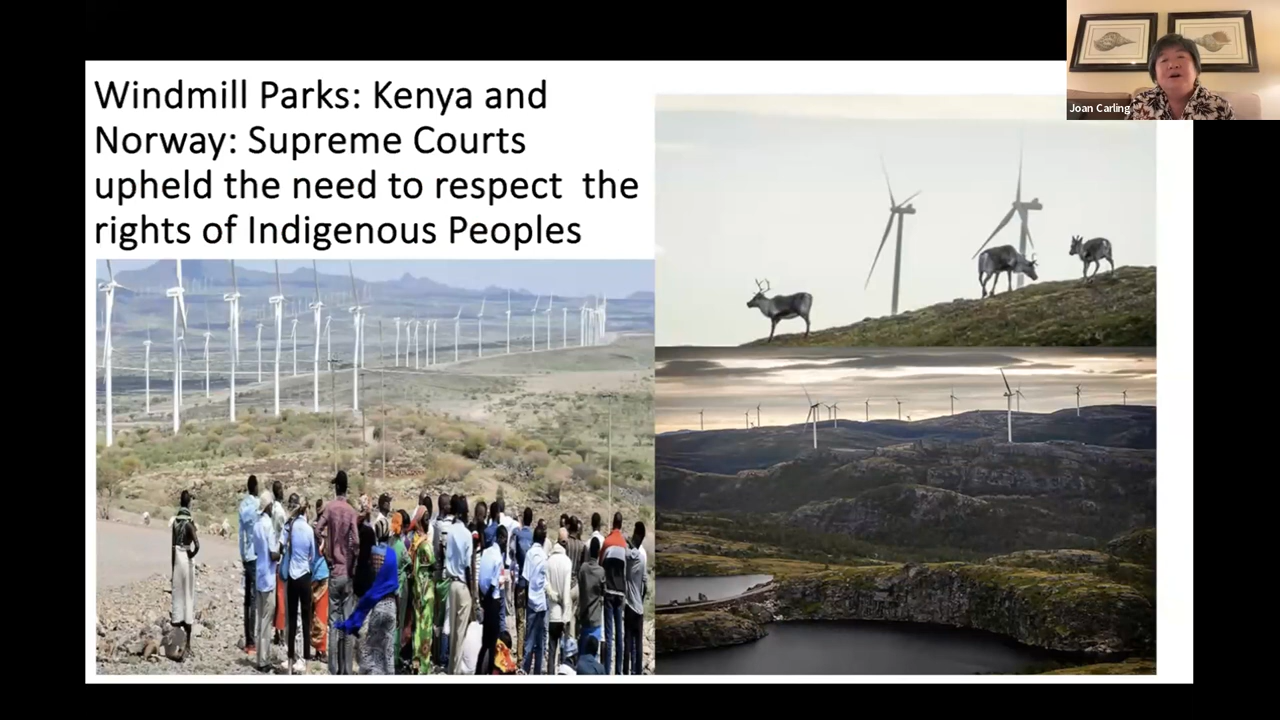 Windmill Parks: Kenya and
Norway: Supreme Courts
upheld the need to respect  the
rights of Indigenous Peoples
Joan Carling